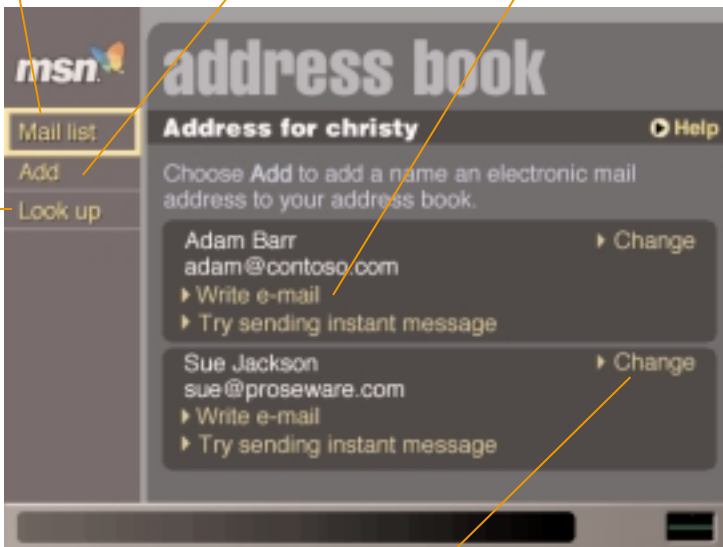 msn
address book
Mail list
Add
Look up
Address for christy
Help
Choose Add to add a name an electronic mail
address to your address book.
Adam Barr
Change
adam@contoso.com
Write e-mail
Try sending instant message
Sue Jackson
Change
sue@proseware.com
Write e-mail
Try sending instant message